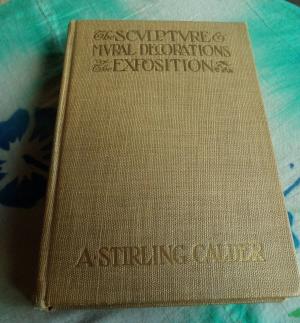 The SCVLPTVRE &
MVRAL DECORATIONS
Of The EXPOSITION
A·STIRLING CALDER